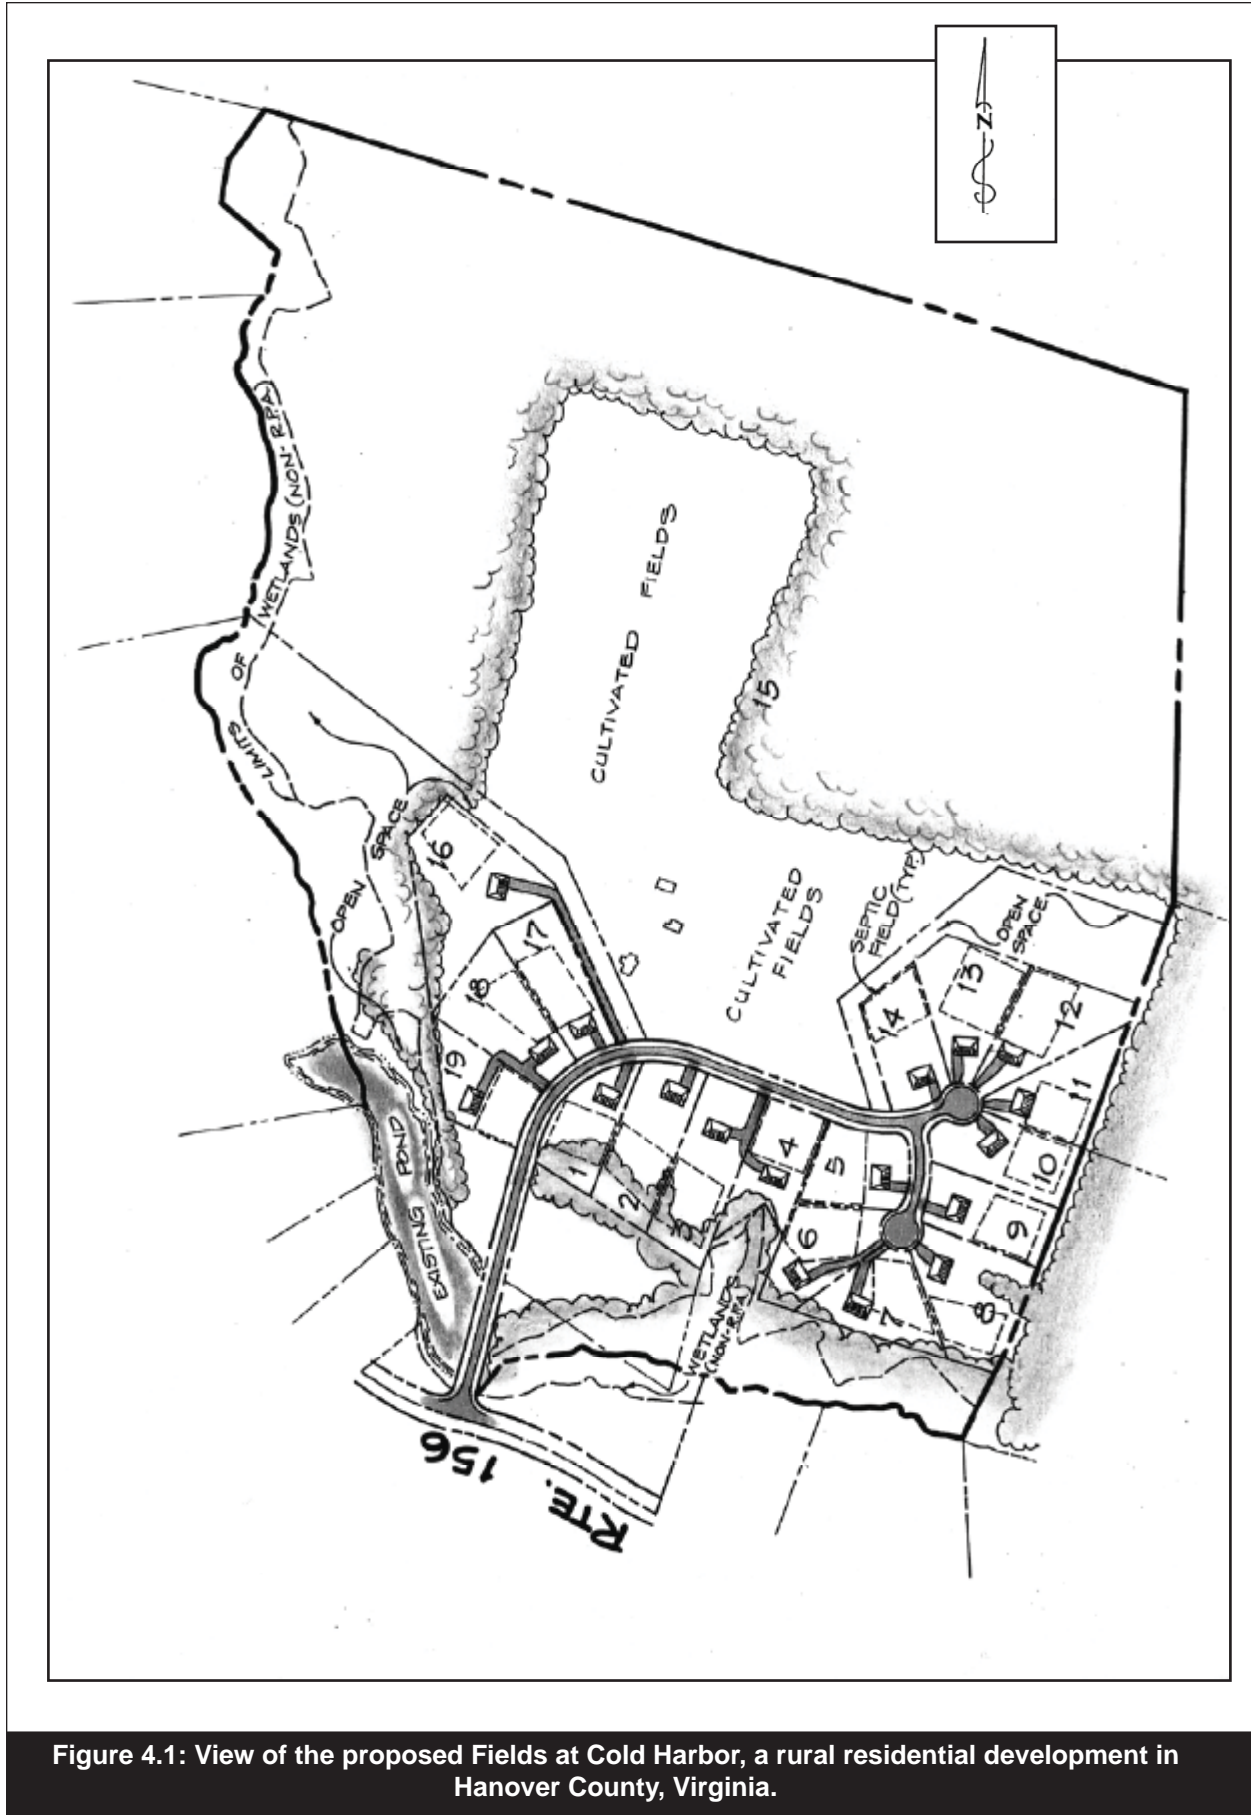 N
WETLANDS (NON-R.P.A.)
OF
LIMITS
CULTIVATED FIELDS
15
OPEN
SPACE
16
17
18
19
CULTIVATED
FIELDS
SEPTIC
FIELD (TYP.)
OPEN
SPACE
14
13
12
11
10
9
8
7
6
5
4
3
2
1
EXISTING
POND
WETLANDS
(NON-R.P.A.)
RTE. 156
Figure 4.1: View of the proposed Fields at Cold Harbor, a rural residential development in
Hanover County, Virginia.